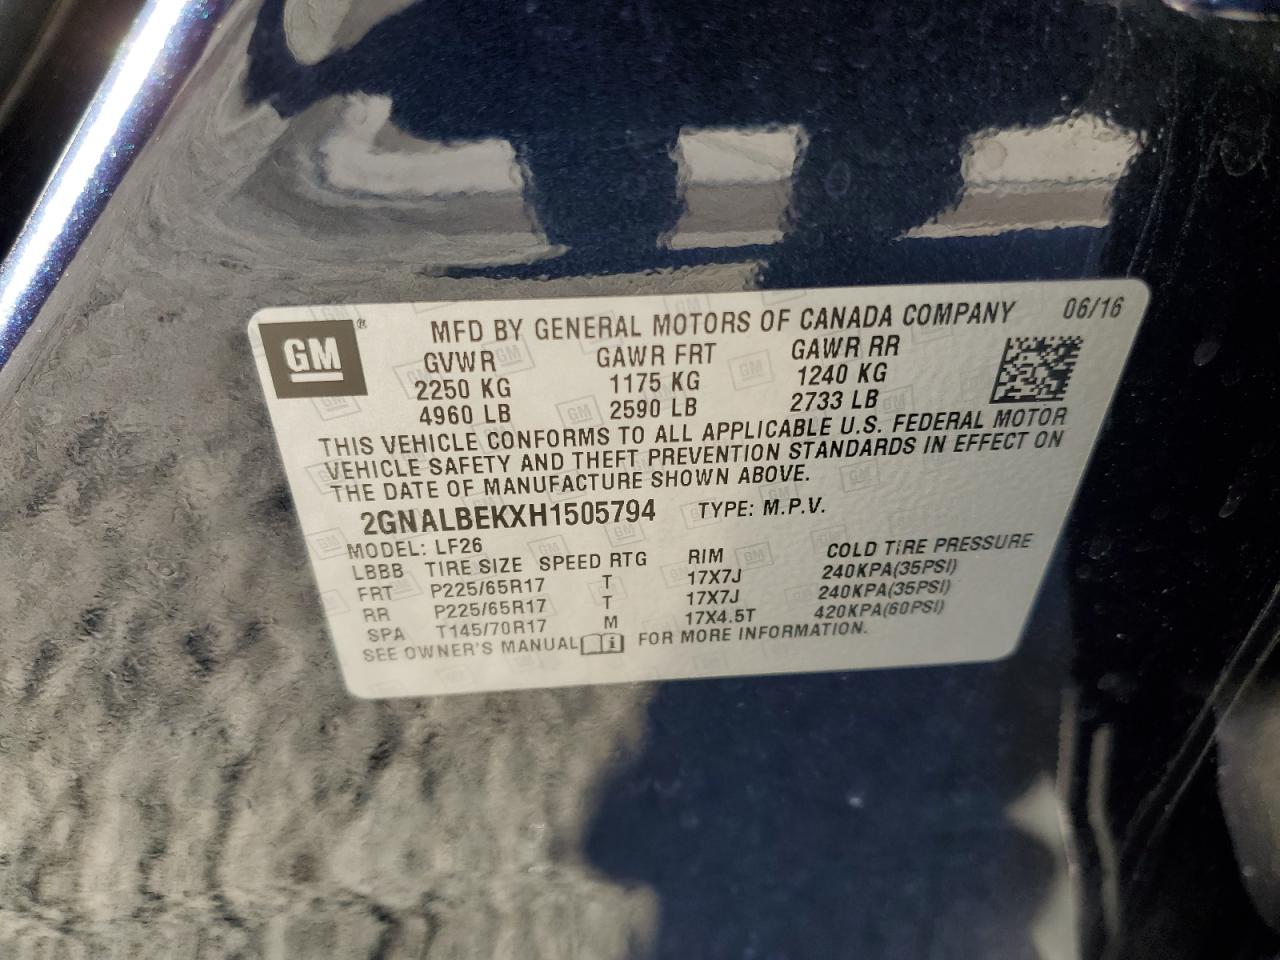 GM ® MFD BY GENERAL MOTORS OF CANADA COMPANY 06/16
GVWR GAWR FRT GAWR RR
2250 KG 1175 KG 1240 KG
4960 LB 2590 LB 2733 LB
THIS VEHICLE CONFORMS TO ALL APPLICABLE U.S. FEDERAL MOTOR
VEHICLE SAFETY AND THEFT PREVENTION STANDARDS IN EFFECT ON
THE DATE OF MANUFACTURE SHOWN ABOVE.
2GNALBEKXH1505794 TYPE: M.P.V.
MODEL: LF26
LBBB TIRE SIZE SPEED RTG RIM COLD TIRE PRESSURE
FRT P225/65R17 T 17X7J 240KPA(35PSI)
RR P225/65R17 T 17X7J 240KPA(35PSI)
SPA T145/70R17 M 17X4.5T 420KPA(60PSI)
SEE OWNER'S MANUAL i FOR MORE INFORMATION.